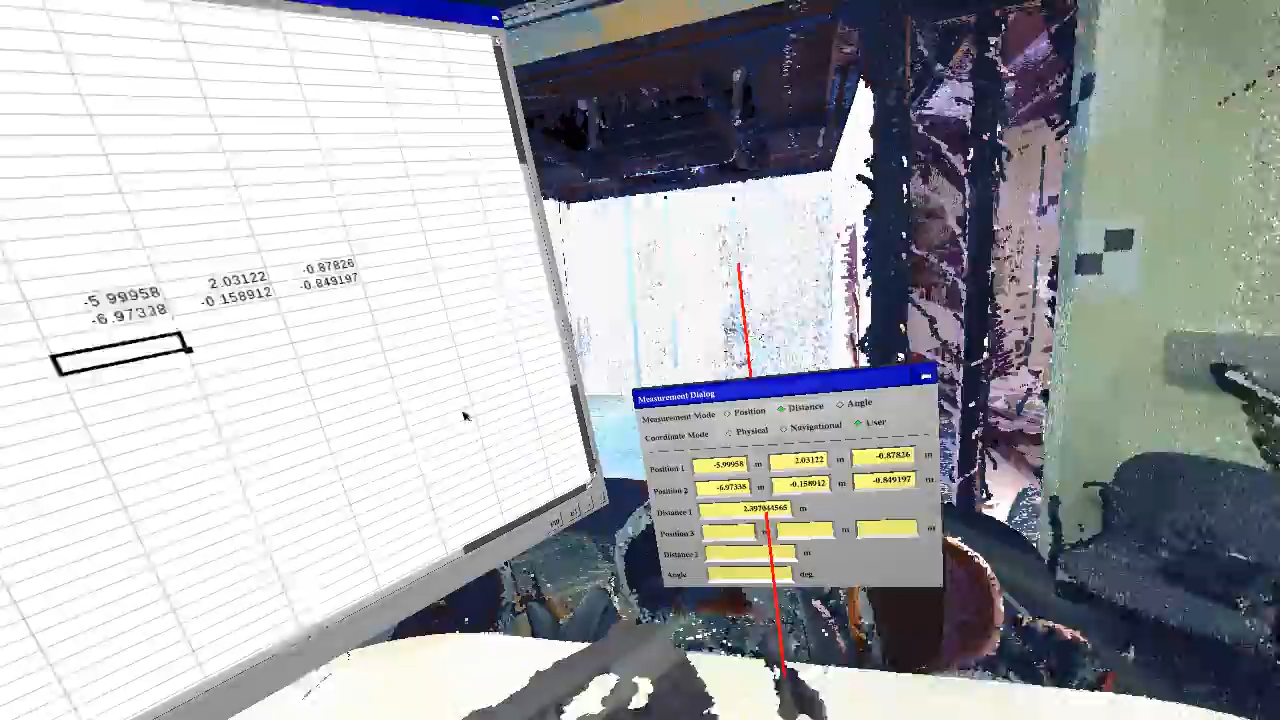 -5.99958 2.03122 -0.87826
-6.97338 -0.158912 -0.849197
Measurement Dialog
Measurement Mode Position Distance Angle
Coordinate Mode Physical Navigational User
Position 1 -5.99958 m 2.03122 m -0.87826 m
Position 2 -6.97338 m -0.158912 m -0.849197 m
Distance 1 2.397044565 m
Position 3 m m m
Distance 2 m
Angle deg